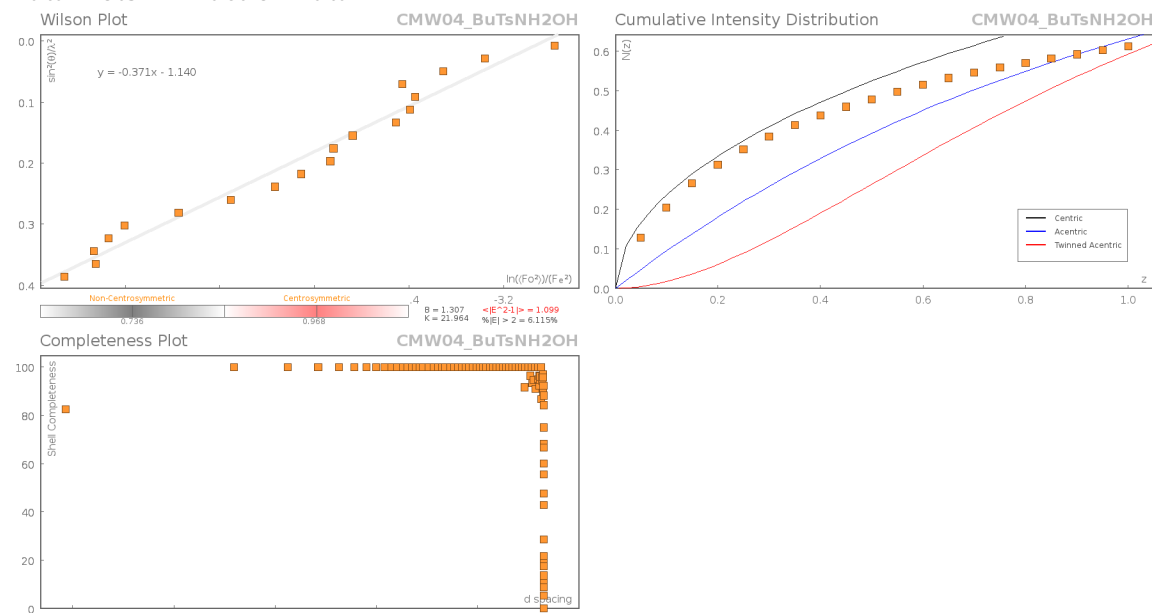 Wilson Plot
CMW04_BuTsNH2OH
0.0
0.1
0.2
0.3
0.4
sin²(θ)/λ²
y = -0.371x - 1.140
ln(⟨Fo²⟩)/(Fe²)
.4
-3.2
Non-Centrosymmetric
Centrosymmetric
0.736
0.968
B = 1.307
K = 21.964
<|E^2-1|> = 1.099
%|E| > 2 = 6.115%
Cumulative Intensity Distribution
CMW04_BuTsNH2OH
N(z)
0.6
0.5
0.4
0.3
0.2
0.1
0.0
Centric
Acentric
Twinned Acentric
0.0
0.2
0.4
0.6
0.8
1.0
z
Completeness Plot
CMW04_BuTsNH2OH
Shell Completeness
100
80
60
40
20
0
d spacing